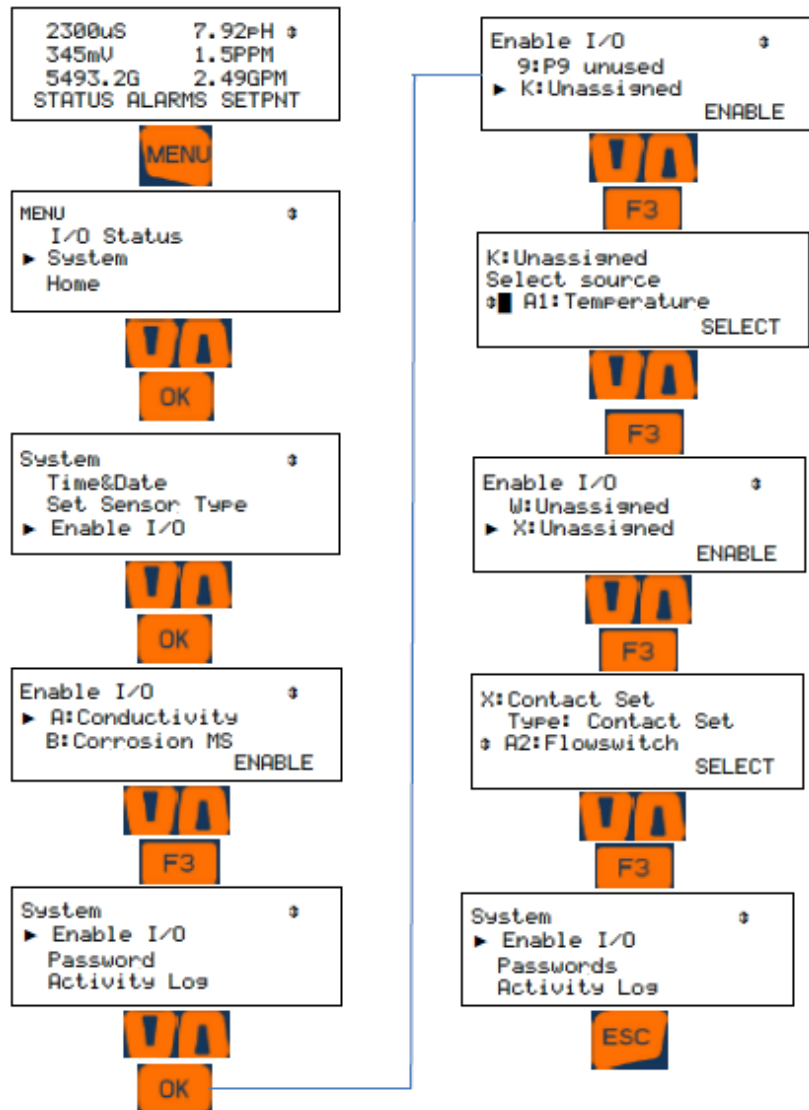 2300uS 7.92pH
345mV 1.5PPM
5493.2G 2.49GPM
STATUS ALARMS SETPNT
MENU
MENU
I/O Status
► System
Home
OK
System
Time&Date
Set Sensor Type
► Enable I/O
OK
Enable I/O
► A:Conductivity
B:Corrosion MS
ENABLE
F3
System
► Enable I/O
Password
Activity Log
OK
Enable I/O
9:P9 unused
► K:Unassigned
ENABLE
F3
K:Unassigned
Select source
A1:Temperature
SELECT
F3
Enable I/O
W:Unassigned
► X:Unassigned
ENABLE
F3
X:Contact Set
Type: Contact Set
A2:Flowswitch
SELECT
F3
System
► Enable I/O
Passwords
Activity Log
ESC